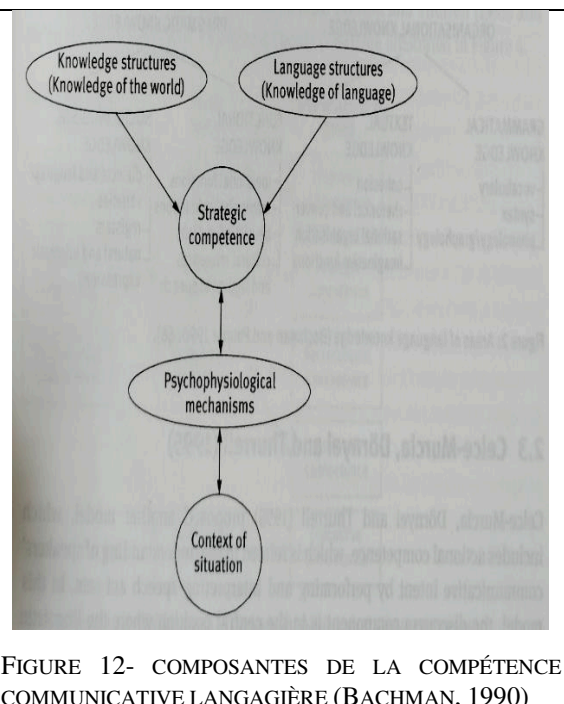 Knowledge structures
(Knowledge of the world)
Language structures
(Knowledge of language)
Strategic
competence
Psychophysiological
mechanisms
Context of
situation
FIGURE 12- COMPOSANTES DE LA COMPÉTENCE
COMMUNICATIVE LANGAGIÈRE (BACHMAN, 1990)